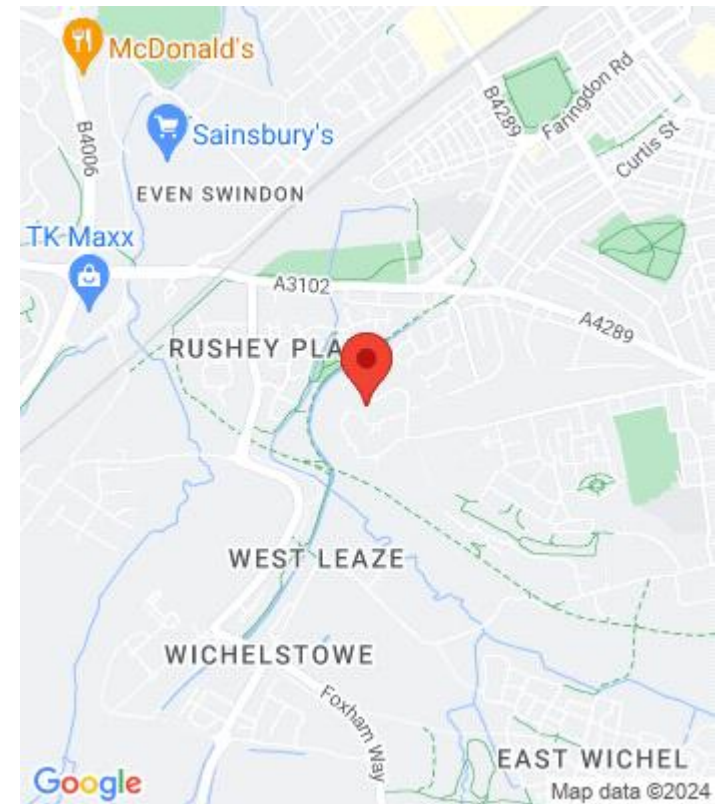 McDonald's
B4006
Sainsbury's
B4289
Faringdon Rd
Curtis St
EVEN SWINDON
TK Maxx
A3102
A4289
RUSHEY PLA
WEST LEAZE
WICHELSTOWE
Foxham Way
EAST WICHEL
Google
Map data ©2024